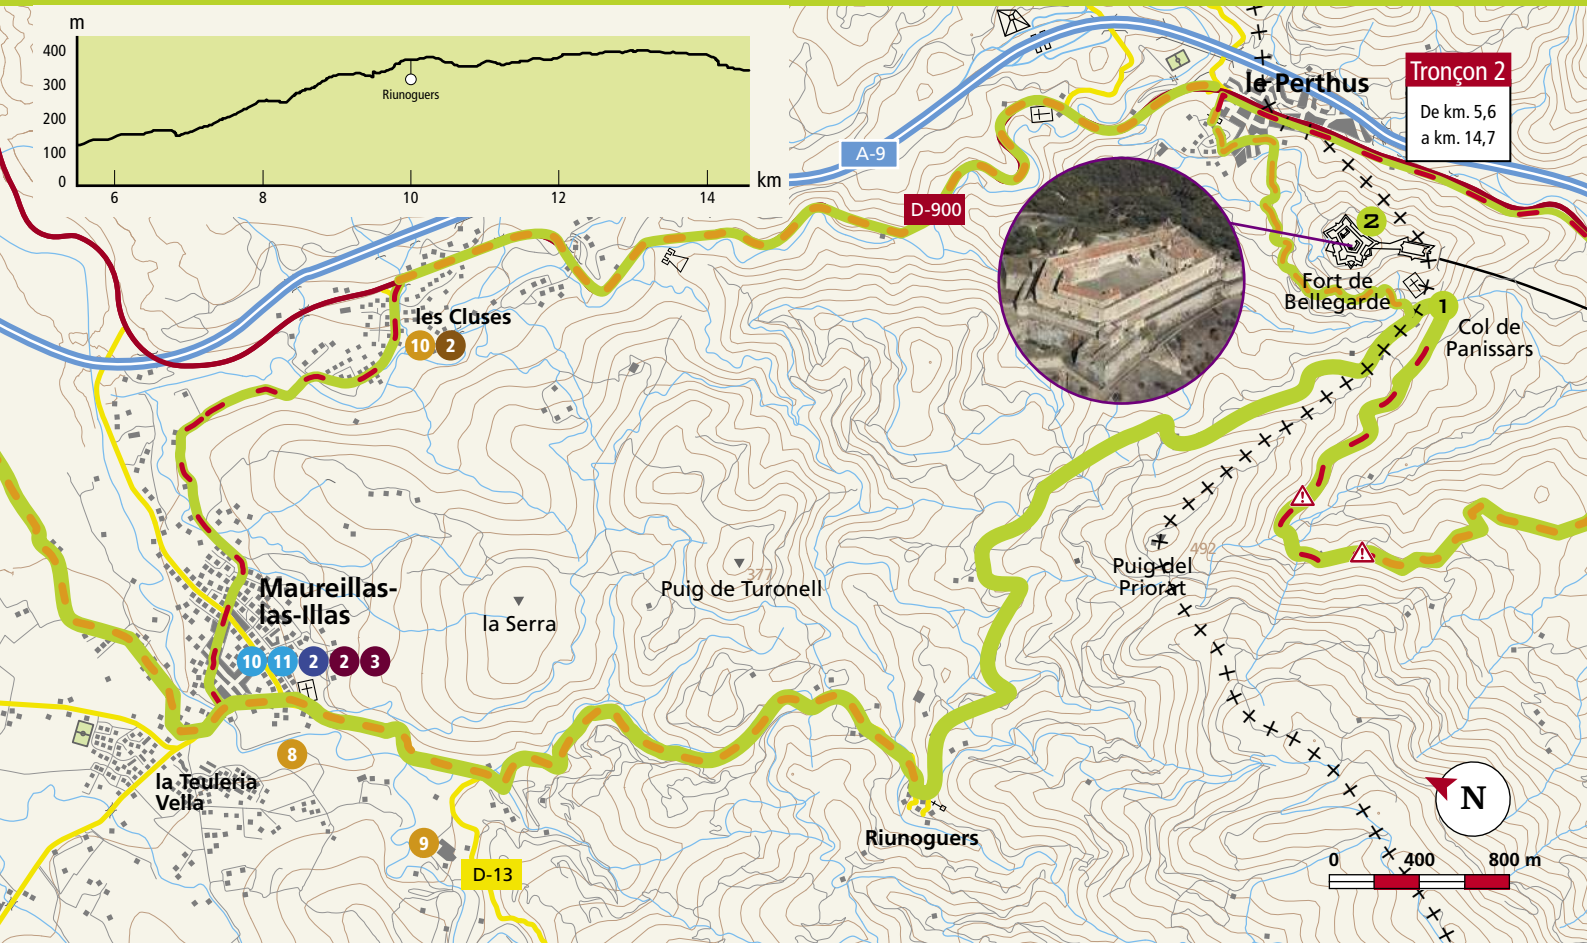 m
400
300
200
100
0
6
8
10
12
14
km
Riunoguers
A-9
D-900
le Perthus
Tronçon 2
De km. 5,6
a km. 14,7
2
Fort de
Bellegarde
1
Col de
Panissars
les Cluses
10
2
Maureillas-
las-Illas
10
11
2
2
3
la Serra
377
Puig de Turonell
492
Puig del
Priorat
8
la Teuleria
Vella
9
D-13
Riunoguers
N
0
400
800 m